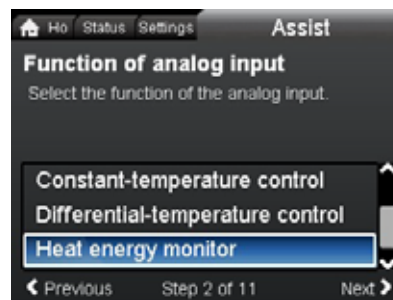 Ho Status Settings Assist
Function of analog input
Select the function of the analog input.
Constant-temperature control
Differential-temperature control
Heat energy monitor
Previous Step 2 of 11 Next